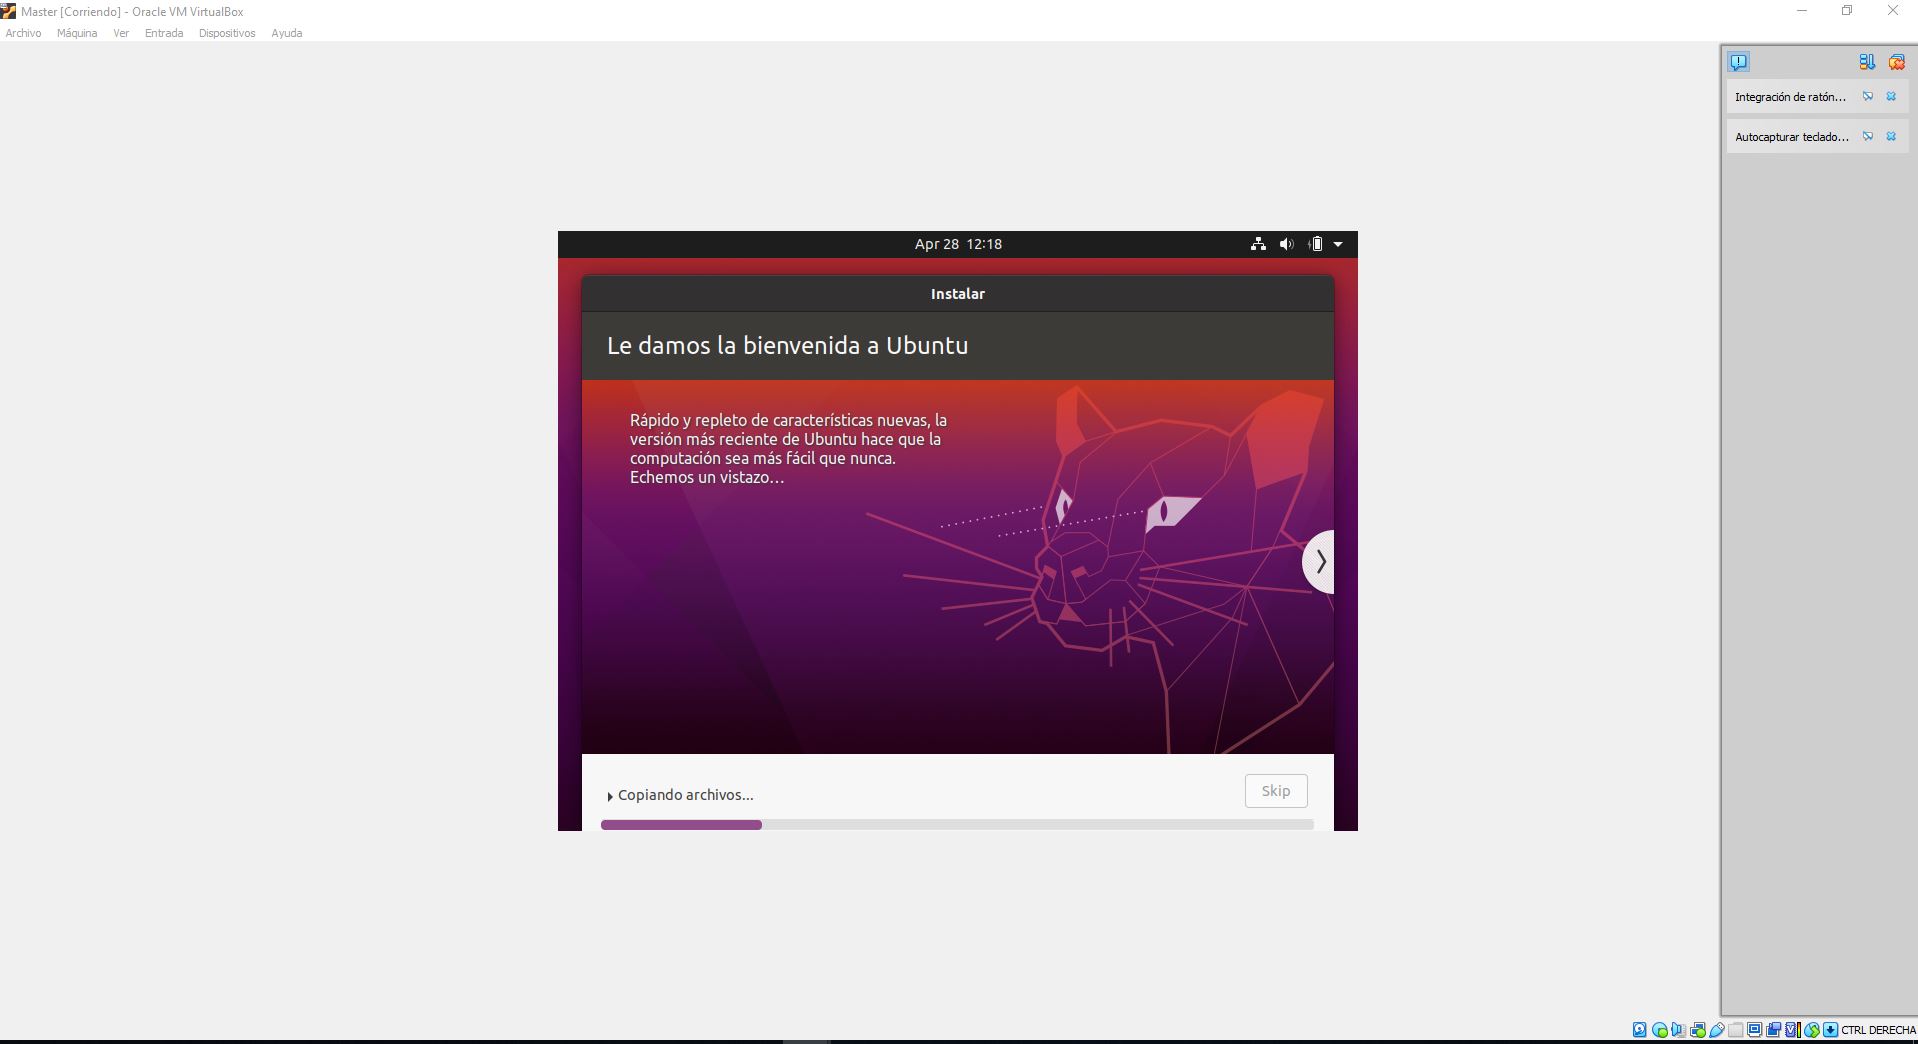 Master [Corriendo] - Oracle VM VirtualBox
Archivo Máquina Ver Entrada Dispositivos Ayuda
Integración de ratón...
Autocapturar teclado...
Apr 28 12:18
Instalar
Le damos la bienvenida a Ubuntu
Rápido y repleto de características nuevas, la
versión más reciente de Ubuntu hace que la
computación sea más fácil que nunca.
Echemos un vistazo…
Copiando archivos...
Skip
CTRL DERECHA